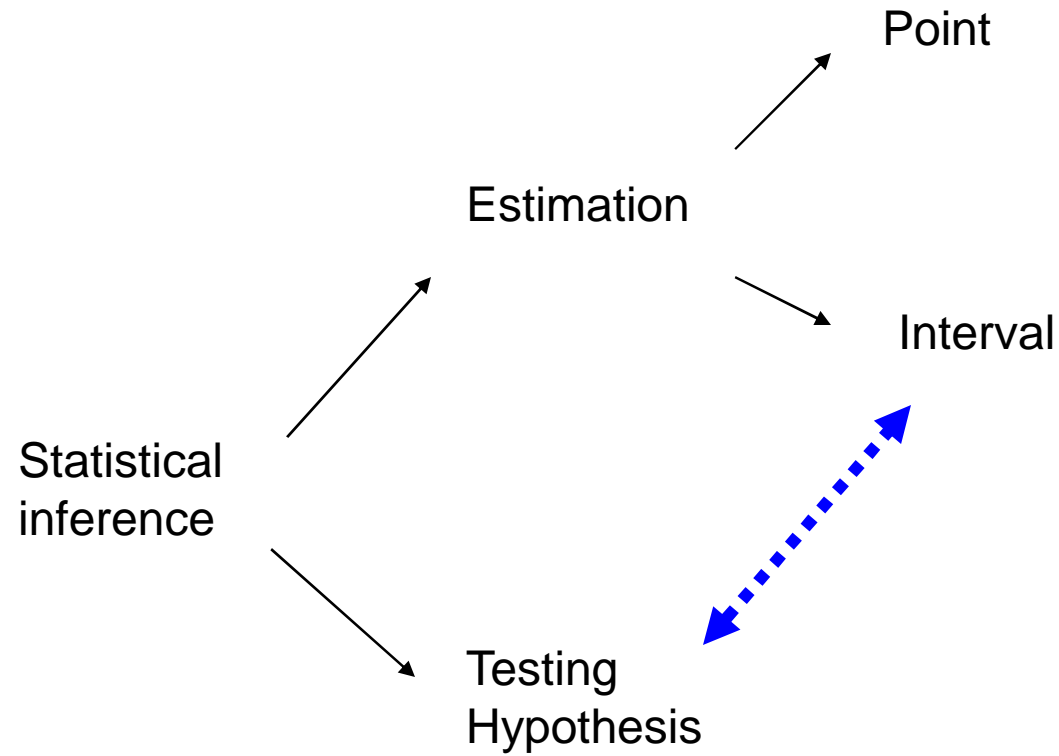 Point
Estimation
Interval
Statistical
inference
Testing
Hypothesis